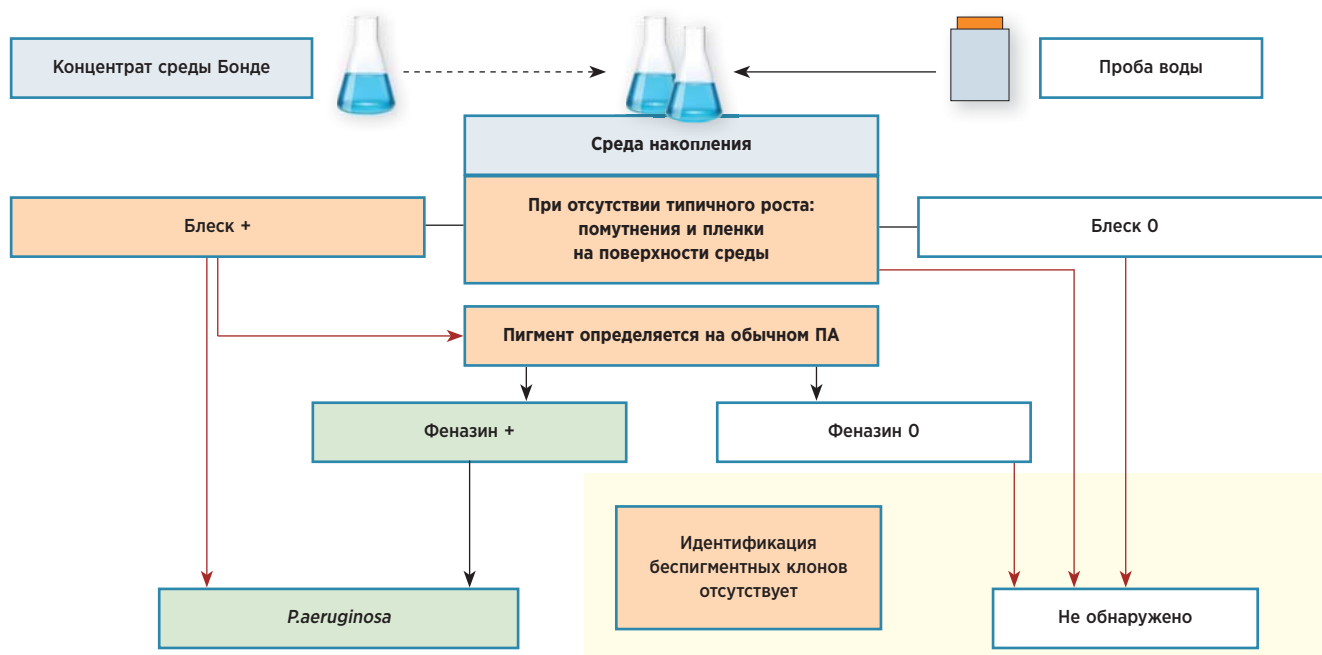 Концентрат среды Бонде
Проба воды
Среда накопления
Блеск +
При отсутствии типичного роста:
помутнения и пленки
на поверхности среды
Блеск 0
Пигмент определяется на обычном ПА
Феназин +
Феназин 0
Идентификация
беспигментных клонов
отсутствует
P.aeruginosa
Не обнаружено